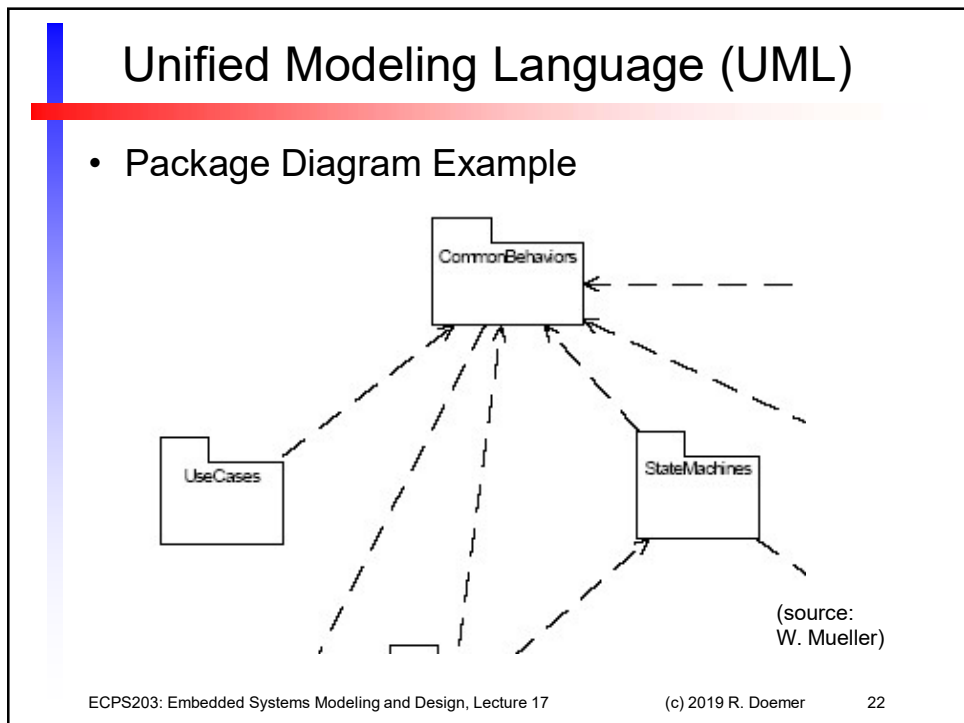 Unified Modeling Language (UML)
• Package Diagram Example
CommonBehaviors
UseCases
StateMachines
(source:
W. Mueller)
ECPS203: Embedded Systems Modeling and Design, Lecture 17 (c) 2019 R. Doemer 22